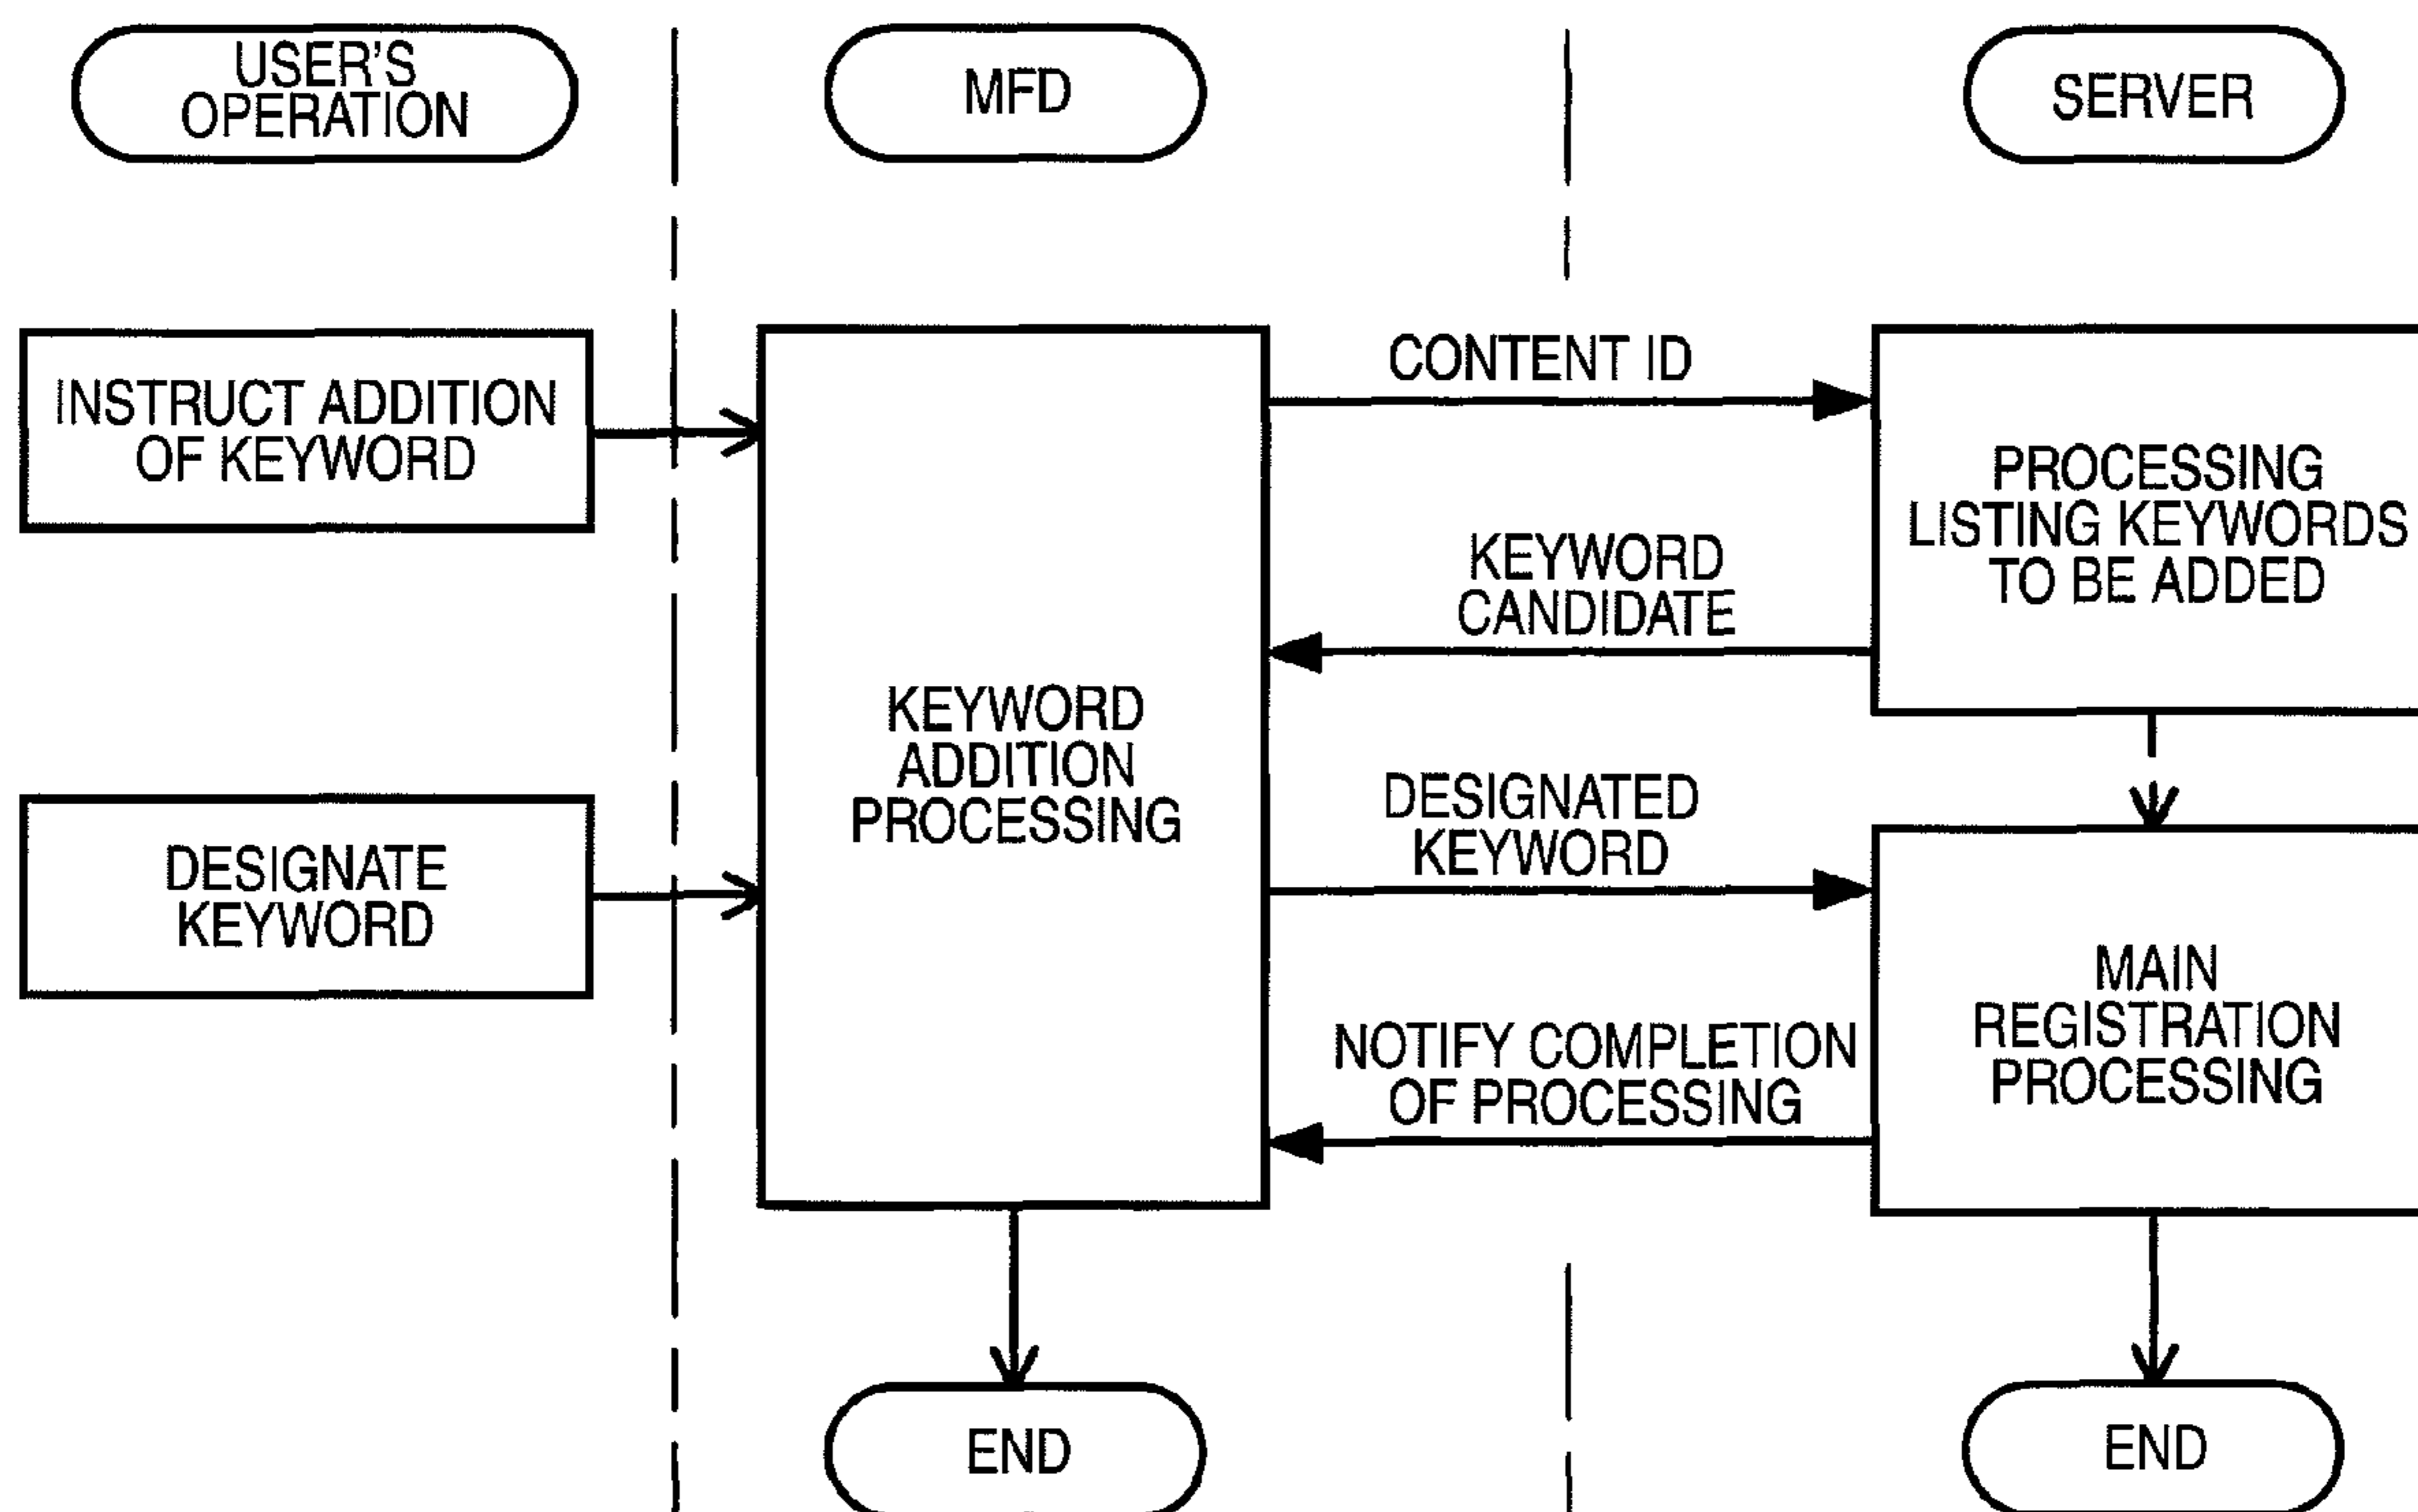 USER'S
OPERATION
MFD
SERVER
INSTRUCT ADDITION
OF KEYWORD
CONTENT ID
PROCESSING
LISTING KEYWORDS
TO BE ADDED
KEYWORD
CANDIDATE
KEYWORD
ADDITION
PROCESSING
DESIGNATE
KEYWORD
DESIGNATED
KEYWORD
MAIN
REGISTRATION
PROCESSING
NOTIFY COMPLETION
OF PROCESSING
END
END